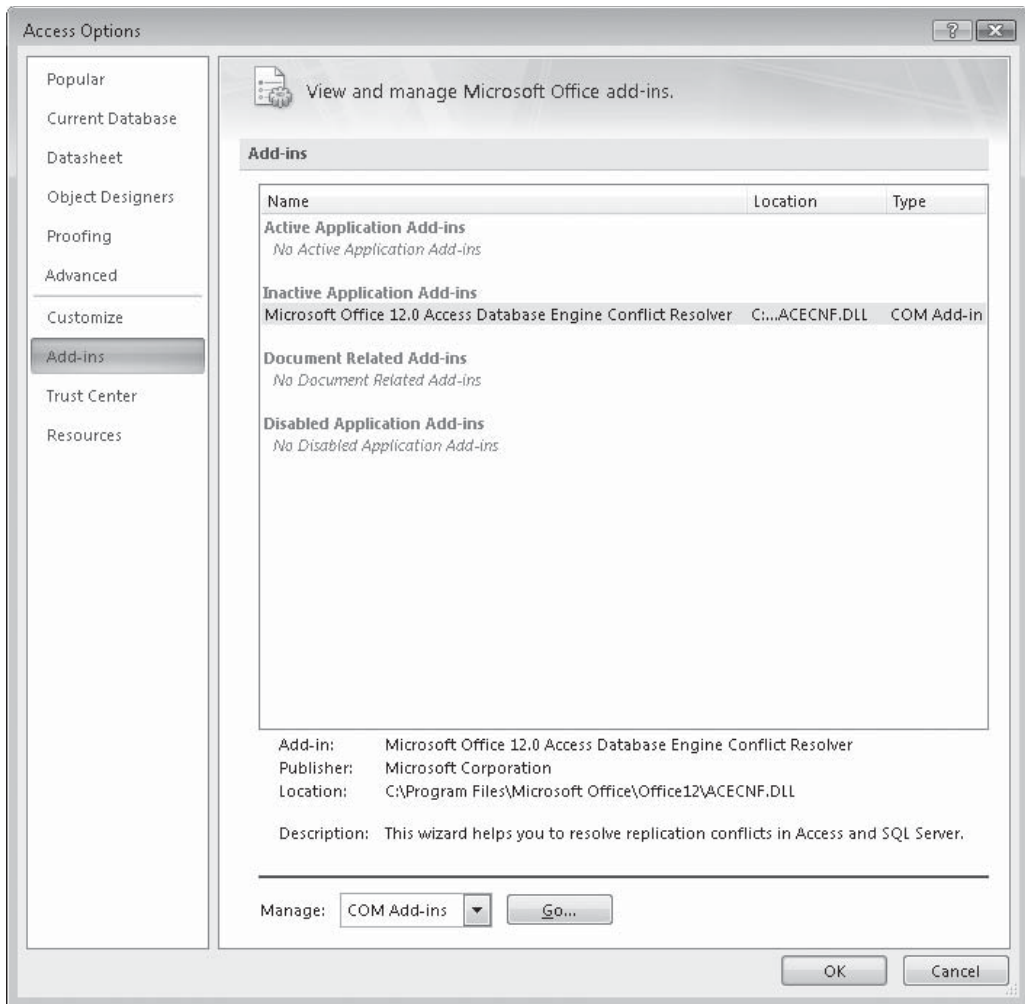 Access Options
Popular
Current Database
Datasheet
Object Designers
Proofing
Advanced
Customize
Add-ins
Trust Center
Resources
View and manage Microsoft Office add-ins.
Add-ins
Name Location Type
Active Application Add-ins
No Active Application Add-ins
Inactive Application Add-ins
Microsoft Office 12.0 Access Database Engine Conflict Resolver C:...ACECNF.DLL COM Add-in
Document Related Add-ins
No Document Related Add-ins
Disabled Application Add-ins
No Disabled Application Add-ins
Add-in: Microsoft Office 12.0 Access Database Engine Conflict Resolver
Publisher: Microsoft Corporation
Location: C:\Program Files\Microsoft Office\Office12\ACECNF.DLL
Description: This wizard helps you to resolve replication conflicts in Access and SQL Server.
Manage: COM Add-ins Go...
OK Cancel